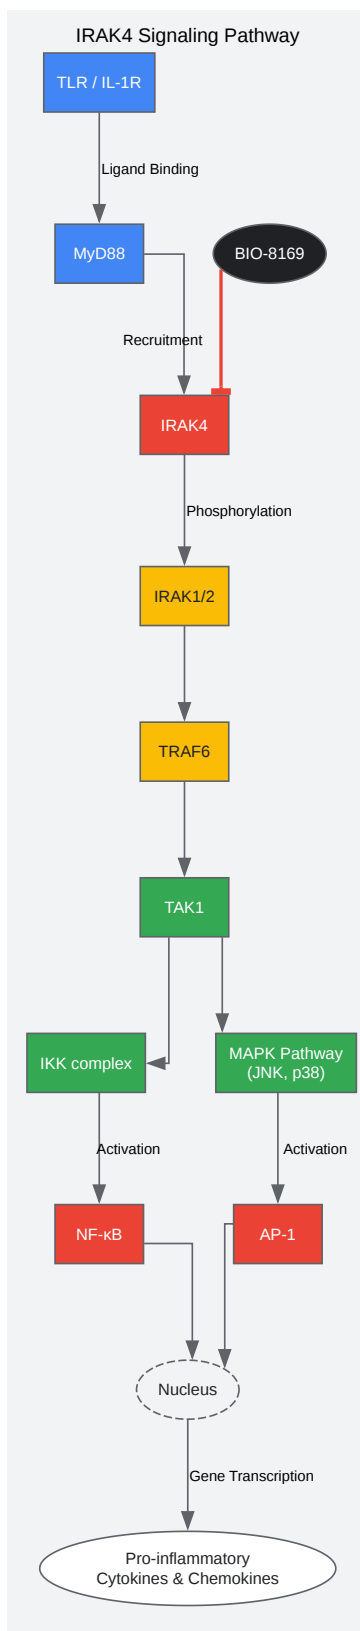 IRAK4 Signaling Pathway
TLR / IL-1R
Ligand Binding
MyD88
BIO-8169
Recruitment
IRAK4
Phosphorylation
IRAK1/2
TRAF6
TAK1
IKK complex
MAPK Pathway
(JNK, p38)
Activation
Activation
NF-κB
AP-1
Nucleus
Gene Transcription
Pro-inflammatory
Cytokines & Chemokines